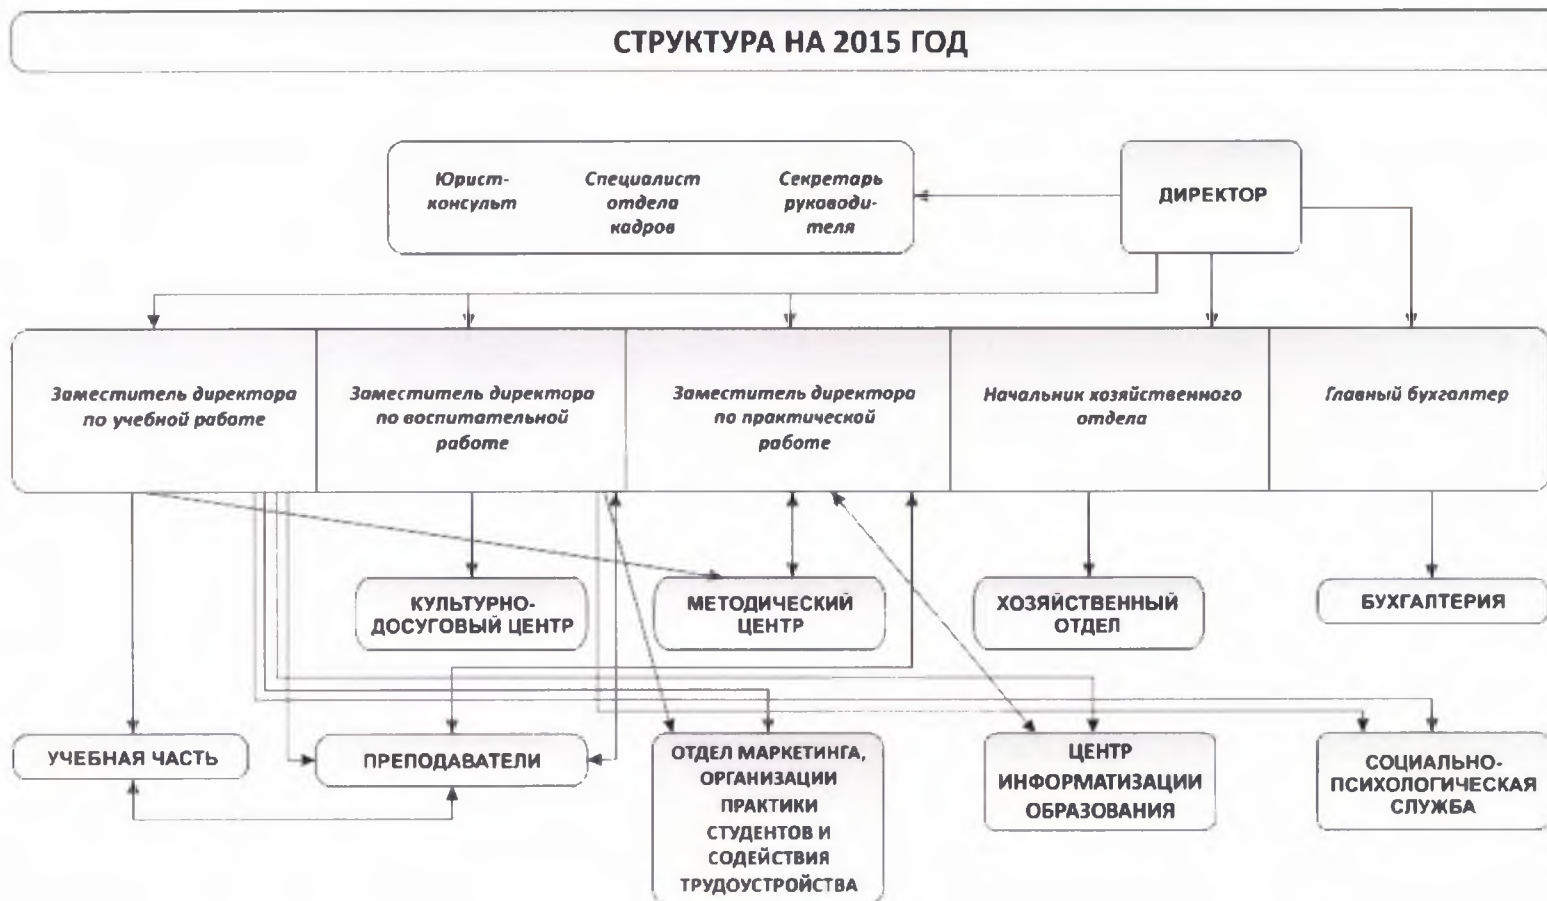 СТРУКТУРА НА 2015 ГОД
Юрист-
консульт
Специалист
отдела
кадров
Секретарь
руководи-
теля
ДИРЕКТОР
Заместитель директора
по учебной работе
Заместитель директора
по воспитательной
работе
Заместитель директора
по практической
работе
Начальник хозяйственного
отдела
Главный бухгалтер
КУЛЬТУРНО-
ДОСУГОВЫЙ ЦЕНТР
МЕТОДИЧЕСКИЙ
ЦЕНТР
ХОЗЯЙСТВЕННЫЙ
ОТДЕЛ
БУХГАЛТЕРИЯ
УЧЕБНАЯ ЧАСТЬ
ПРЕПОДАВАТЕЛИ
ОТДЕЛ МАРКЕТИНГА,
ОРГАНИЗАЦИИ
ПРАКТИКИ
СТУДЕНТОВ И
СОДЕЙСТВИЯ
ТРУДОУСТРОЙСТВА
ЦЕНТР
ИНФОРМАТИЗАЦИИ
ОБРАЗОВАНИЯ
СОЦИАЛЬНО-
ПСИХОЛОГИЧЕСКАЯ
СЛУЖБА